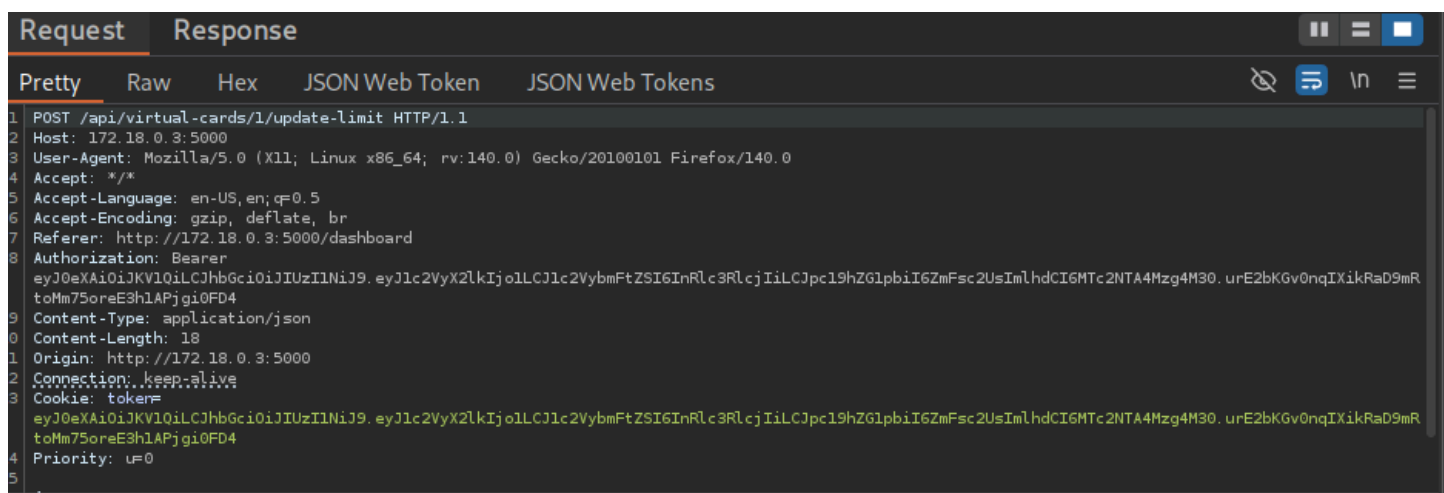 Request Response
Pretty Raw Hex JSON Web Token JSON Web Tokens \n
1 POST /api/virtual-cards/1/update-limit HTTP/1.1
2 Host: 172.18.0.3:5000
3 User-Agent: Mozilla/5.0 (X11; Linux x86_64; rv:140.0) Gecko/20100101 Firefox/140.0
4 Accept: */*
5 Accept-Language: en-US,en;q=0.5
6 Accept-Encoding: gzip, deflate, br
7 Referer: http://172.18.0.3:5000/dashboard
8 Authorization: Bearer
eyJ0eXAiOiJKV1QiLCJhbGciOiJIUzI1NiJ9.eyJ1c2VyX2lkIjo1LCJ1c2VybmFtZSI6InRlc3RlcjIiLCJpc19hZG1pbiI6ZmFsc2UsImlhdCI6MTc2NTA4Mzg4M30.urE2bKGv0nqIXikRaD9mR
toMm75oreE3hlAPjgi0FD4
9 Content-Type: application/json
0 Content-Length: 18
1 Origin: http://172.18.0.3:5000
2 Connection: keep-alive
3 Cookie: token=
eyJ0eXAiOiJKV1QiLCJhbGciOiJIUzI1NiJ9.eyJ1c2VyX2lkIjo1LCJ1c2VybmFtZSI6InRlc3RlcjIiLCJpc19hZG1pbiI6ZmFsc2UsImlhdCI6MTc2NTA4Mzg4M30.urE2bKGv0nqIXikRaD9mR
toMm75oreE3hlAPjgi0FD4
4 Priority: u=0
5